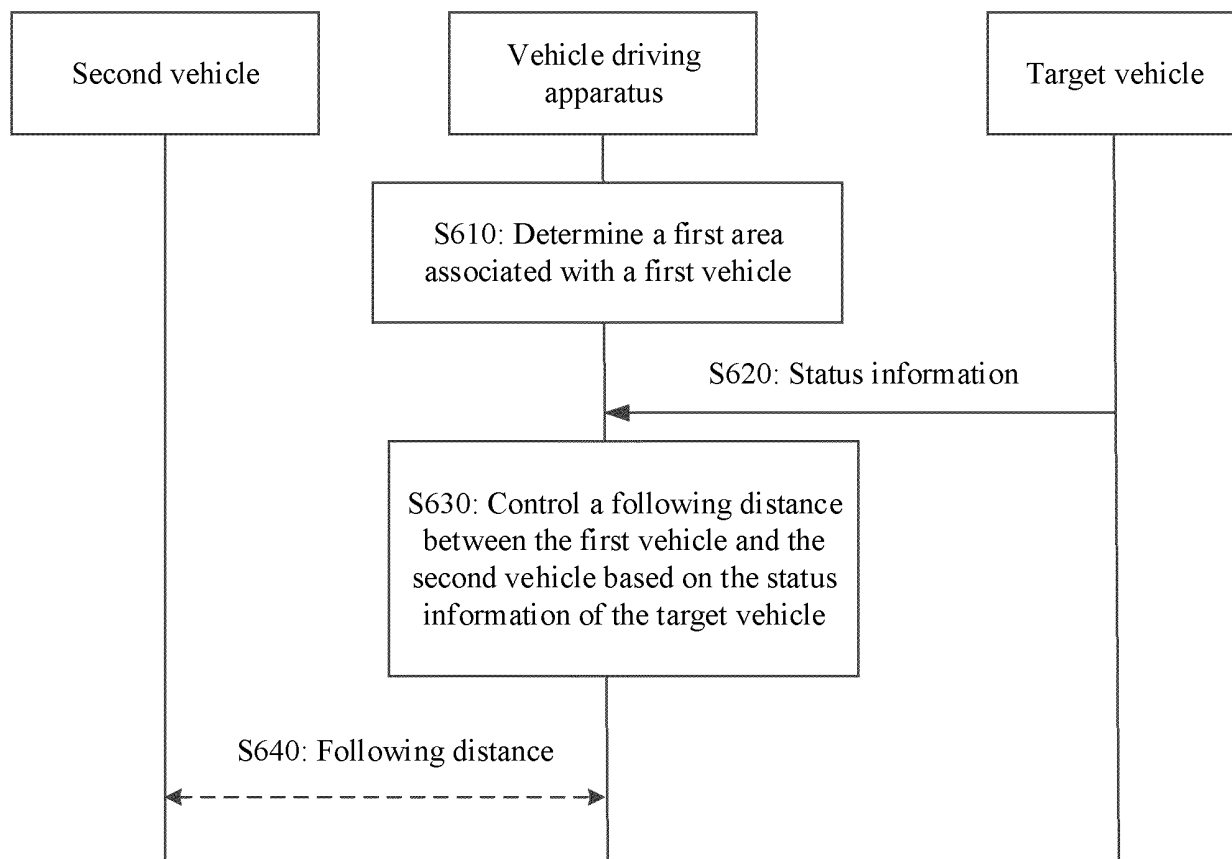 Second vehicle
Vehicle driving
apparatus
Target vehicle
S610: Determine a first area
associated with a first vehicle
S620: Status information
S630: Control a following distance
between the first vehicle and the
second vehicle based on the status
information of the target vehicle
S640: Following distance